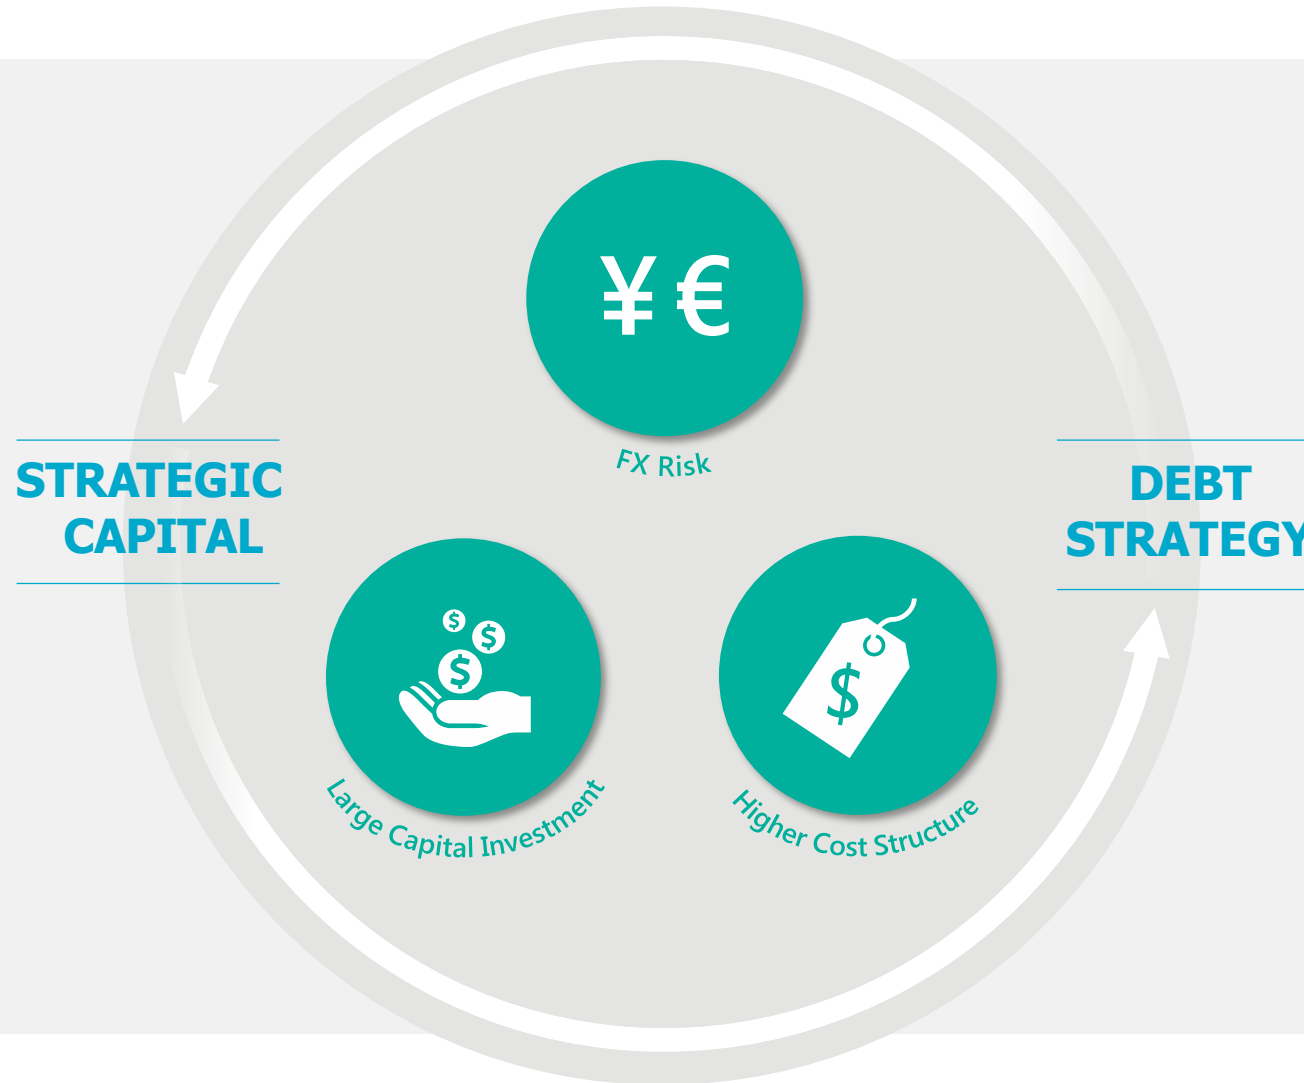 ¥ €
FX Risk
STRATEGIC
CAPITAL
DEBT
STRATEGY
$
$
$
$
Large Capital Investment
Higher Cost Structure